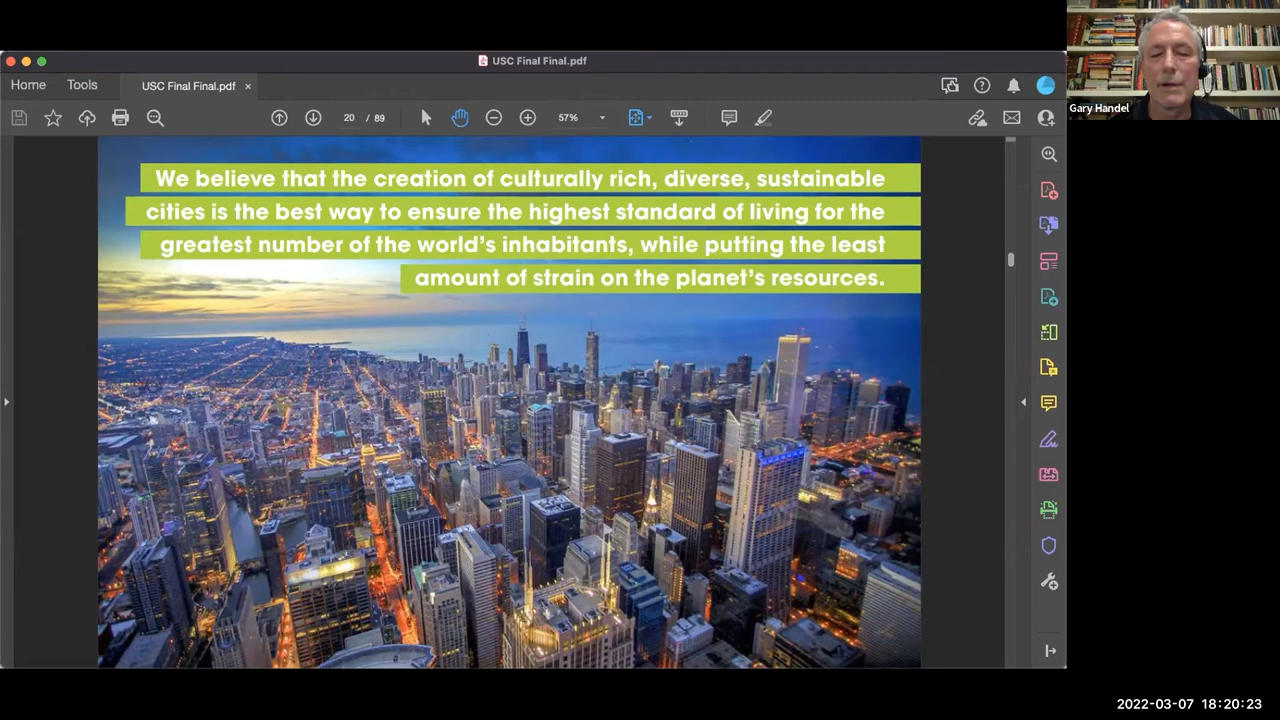 USC Final Final.pdf
Home Tools USC Final Final.pdf ×
20 / 89 57%
Gary Handel
We believe that the creation of culturally rich, diverse, sustainable
cities is the best way to ensure the highest standard of living for the
greatest number of the world's inhabitants, while putting the least
amount of strain on the planet's resources.
2022-03-07 18:20:23